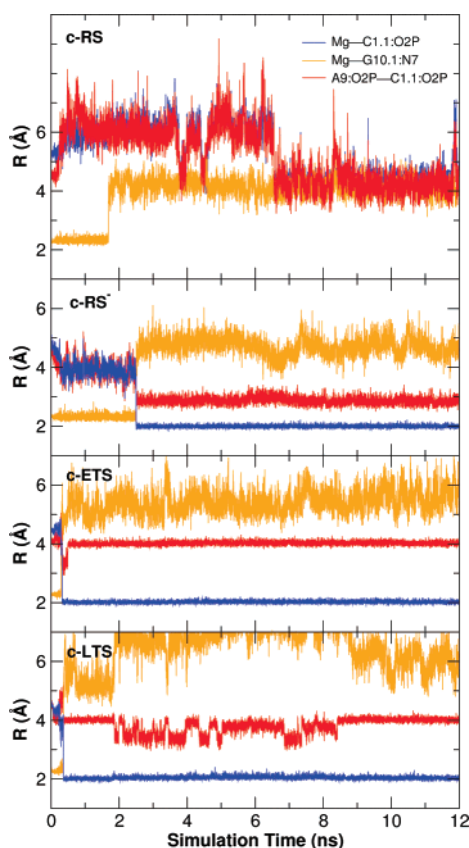 c-RS
Mg—C1.1:O2P
Mg—G10.1:N7
A9:O2P—C1.1:O2P
R (Å)
6
4
2
c-RS⁻
R (Å)
6
4
2
c-ETS
R (Å)
6
4
2
c-LTS
R (Å)
6
4
2
0 2 4 6 8 10 12
Simulation Time (ns)